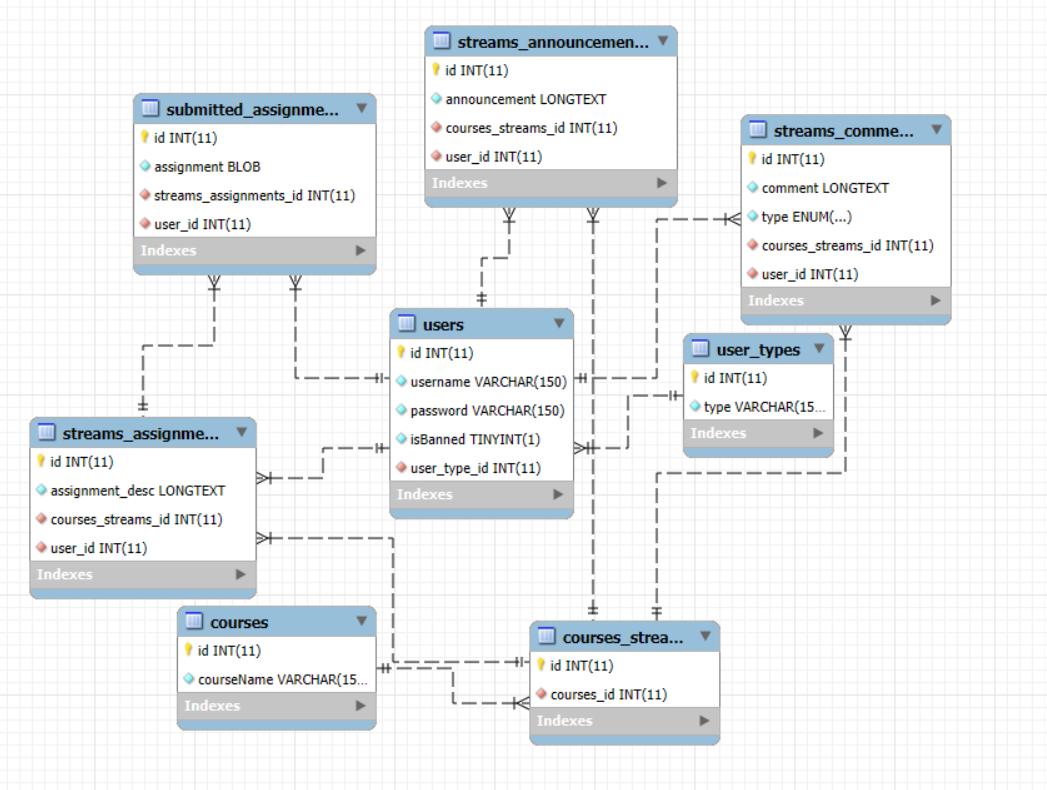 streams_announcemen...
id INT(11)
announcement LONGTEXT
courses_streams_id INT(11)
user_id INT(11)
Indexes
submitted_assignme...
id INT(11)
assignment BLOB
streams_assignments_id INT(11)
user_id INT(11)
Indexes
streams_comme...
id INT(11)
comment LONGTEXT
type ENUM(...)
courses_streams_id INT(11)
user_id INT(11)
Indexes
users
id INT(11)
username VARCHAR(150)
password VARCHAR(150)
isBanned TINYINT(1)
user_type_id INT(11)
Indexes
user_types
id INT(11)
type VARCHAR(15...
Indexes
streams_assignme...
id INT(11)
assignment_desc LONGTEXT
courses_streams_id INT(11)
user_id INT(11)
Indexes
courses
id INT(11)
courseName VARCHAR(15...
Indexes
courses_strea...
id INT(11)
courses_id INT(11)
Indexes